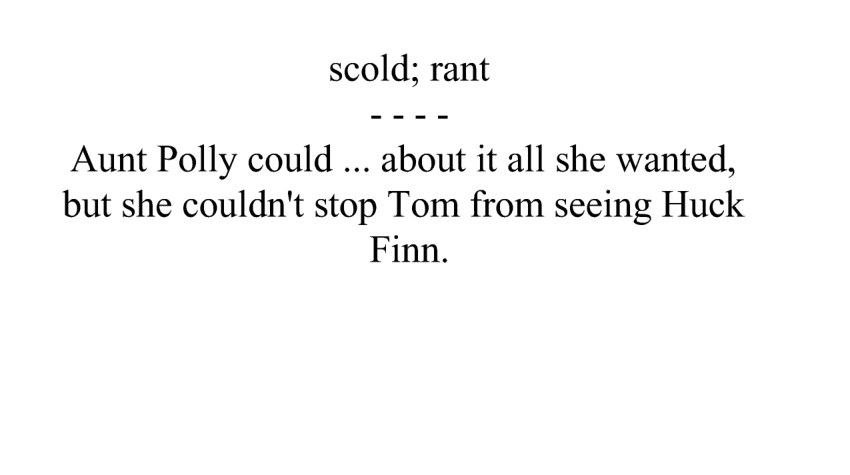 scold; rant
- - - -
Aunt Polly could ... about it all she wanted,
but she couldn't stop Tom from seeing Huck
Finn.